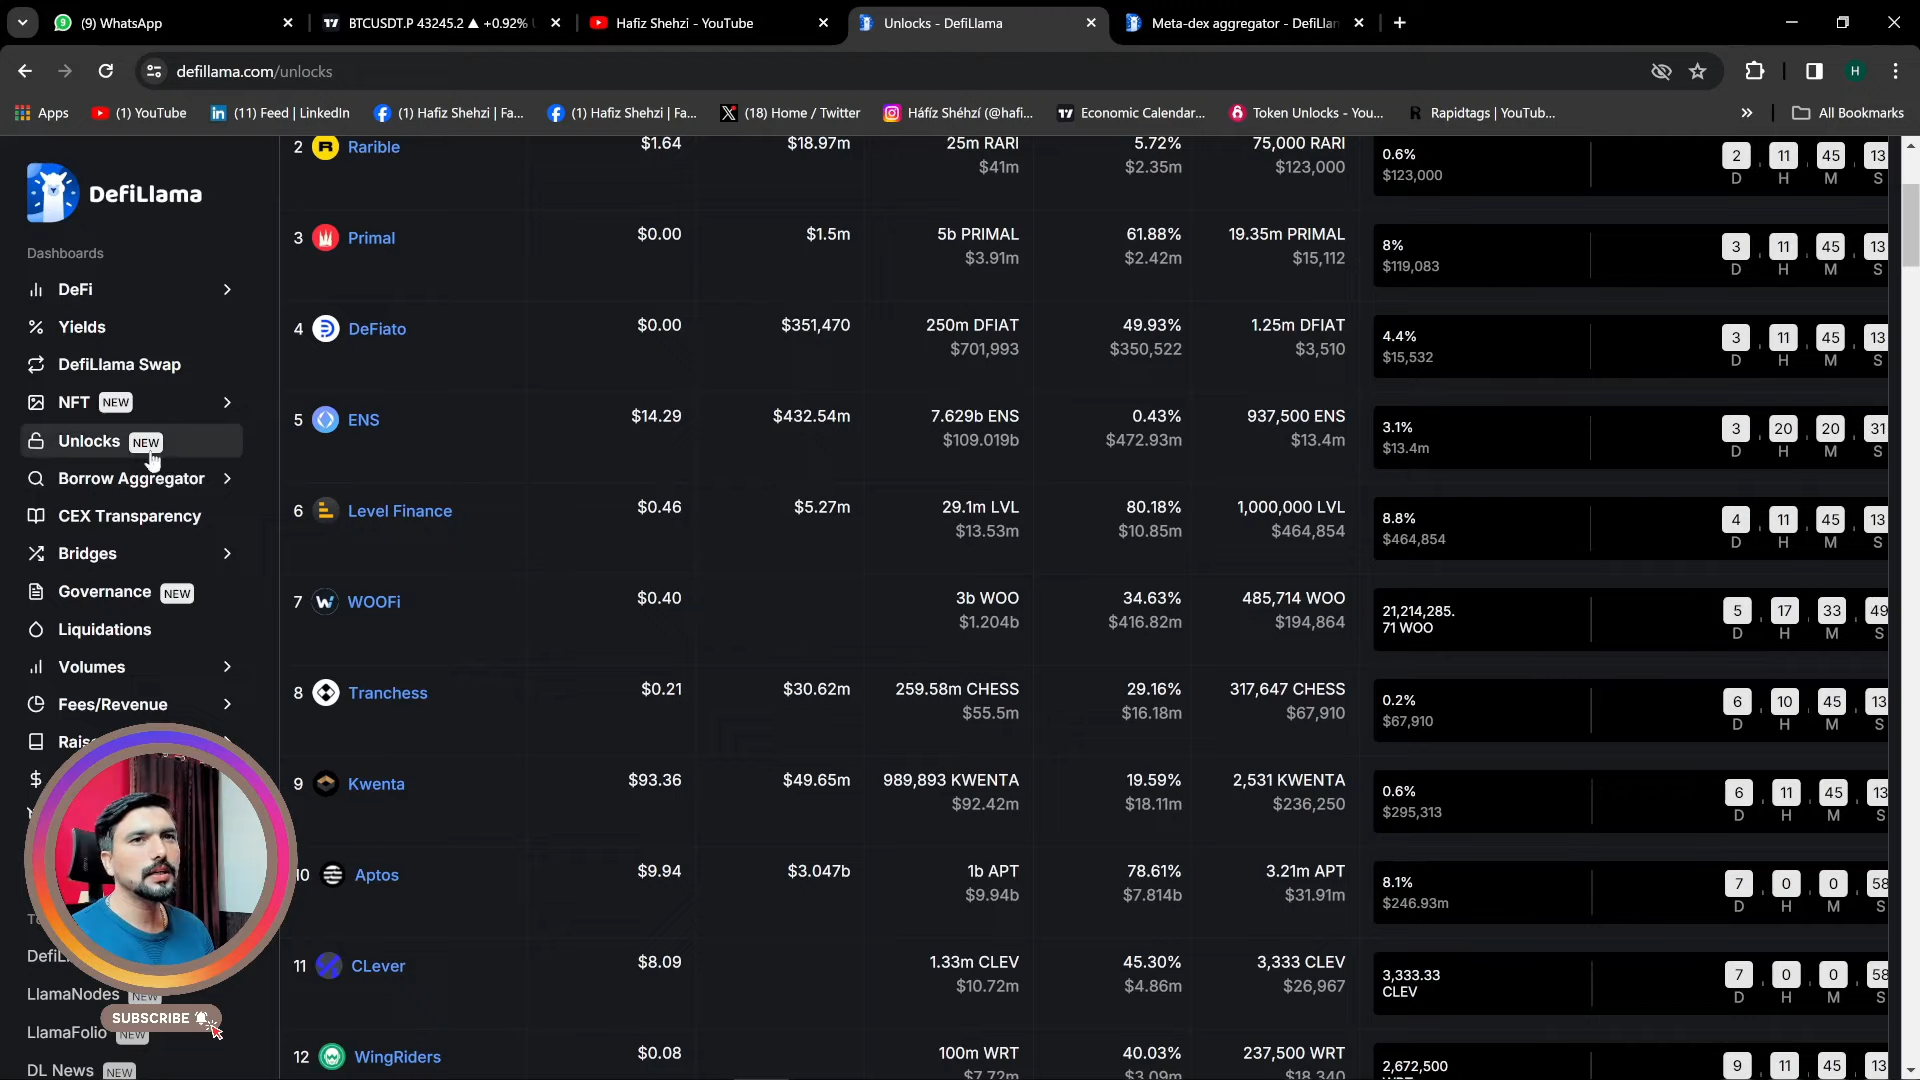 (9) WhatsApp
BTCUSDT.P 43245.2 ▲ +0.92%
Hafiz Shehzi - YouTube
Unlocks - DefiLlama
Meta-dex aggregator - DefiLlam
defillama.com/unlocks
H
Apps
(1) YouTube
(11) Feed | LinkedIn
(1) Hafiz Shehzi | Fa...
(1) Hafiz Shehzi | Fa...
(18) Home / Twitter
Háfíz Shéhzí (@hafi...
Economic Calendar...
Token Unlocks - You...
Rapidtags | YouTub...
All Bookmarks
DefiLlama
Dashboards
DeFi
Yields
DefiLlama Swap
NFT NEW
Unlocks NEW
Borrow Aggregator
CEX Transparency
Bridges
Governance NEW
Liquidations
Volumes
Fees/Revenue
LlamaNodes NEW
LlamaFolio NEW
DL News NEW
SUBSCRIBE
2 Rarible $1.64 $18.97m 25m RARI 5.72% 75,000 RARI 0.6% 2 11 45 13
$41m $2.35m $123,000 $123,000 D H M S
3 Primal $0.00 $1.5m 5b PRIMAL 61.88% 19.35m PRIMAL 8% 3 11 45 13
$3.91m $2.42m $15,112 $119,083 D H M S
4 DeFiato $0.00 $351,470 250m DFIAT 49.93% 1.25m DFIAT 4.4% 3 11 45 13
$701,993 $350,522 $3,510 $15,532 D H M S
5 ENS $14.29 $432.54m 7.629b ENS 0.43% 937,500 ENS 3.1% 3 20 20 31
$109.019b $472.93m $13.4m $13.4m D H M S
6 Level Finance $0.46 $5.27m 29.1m LVL 80.18% 1,000,000 LVL 8.8% 4 11 45 13
$13.53m $10.85m $464,854 $464,854 D H M S
7 WOOFi $0.40 3b WOO 34.63% 485,714 WOO 21,214,285. 5 17 33 49
$1.204b $416.82m $194,864 71 WOO D H M S
8 Tranchess $0.21 $30.62m 259.58m CHESS 29.16% 317,647 CHESS 0.2% 6 10 45 13
$55.5m $16.18m $67,910 $67,910 D H M S
9 Kwenta $93.36 $49.65m 989,893 KWENTA 19.59% 2,531 KWENTA 0.6% 6 11 45 13
$92.42m $18.11m $236,250 $295,313 D H M S
10 Aptos $9.94 $3.047b 1b APT 78.61% 3.21m APT 8.1% 7 0 0 58
$9.94b $7.814b $31.91m $246.93m D H M S
11 CLever $8.09 1.33m CLEV 45.30% 3,333 CLEV 3,333.33 7 0 0 58
$10.72m $4.86m $26,967 CLEV D H M S
12 WingRiders $0.08 100m WRT 40.03% 237,500 WRT 2,672,500 9 11 45 13
$7.72m $3.09m $18,340